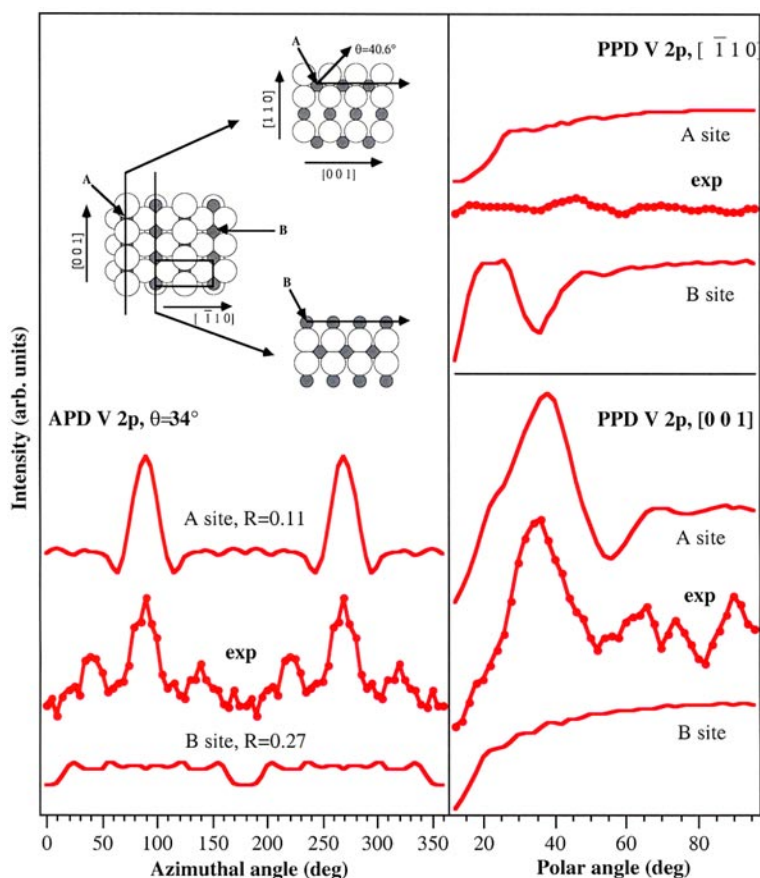 A
θ=40.6°
[1 1 0]
[0 0 1]
A
[0 0 1]
B
[ 1̄ 1 0]
B
APD V 2p, θ=34°
A site, R=0.11
exp
B site, R=0.27
Intensity (arb. units)
0 50 100 150 200 250 300 350
Azimuthal angle (deg)
PPD V 2p, [ 1̄ 1 0]
A site
exp
B site
PPD V 2p, [0 0 1]
A site
exp
B site
20 40 60 80
Polar angle (deg)